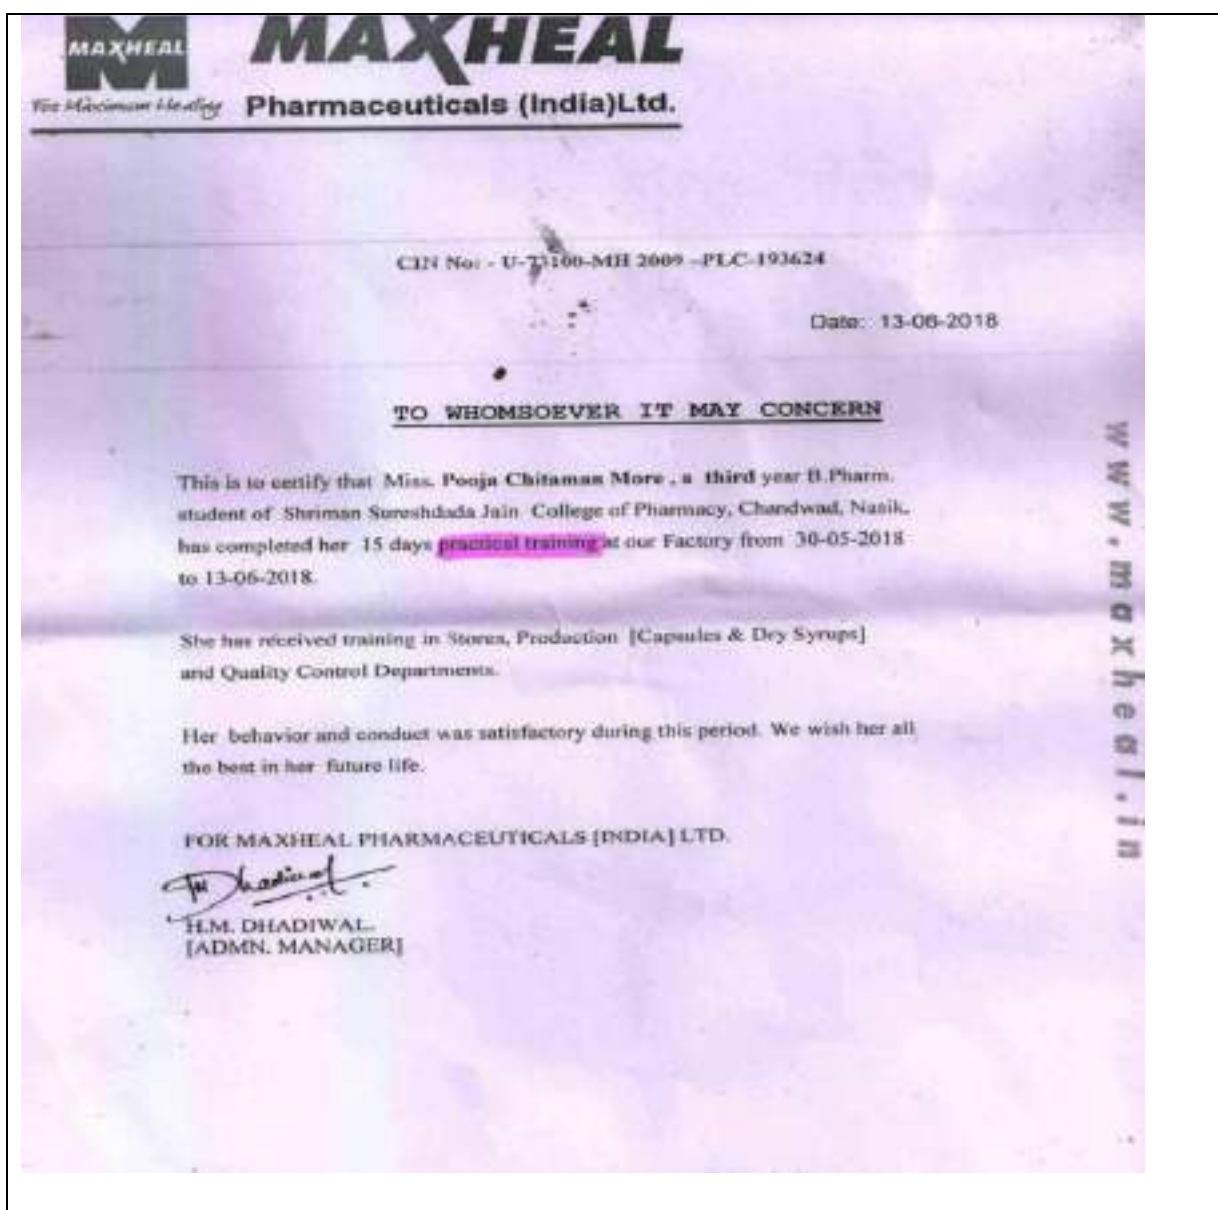 MAXHEAL
For Maximum Healing
MAXHEAL
Pharmaceuticals (India)Ltd.
CIN No: - U-73100-MH 2009 -PLC-193624
Date: 13-06-2018
TO WHOMSOEVER IT MAY CONCERN
This is to certify that Miss. Pooja Chitaman More , a third year B.Pharm.
student of Shriman Sureshdada Jain College of Pharmacy, Chandwad, Nasik.
has completed her 15 days practical training at our Factory from 30-05-2018
to 13-06-2018.
She has received training in Stores, Production [Capsules & Dry Syrups]
and Quality Control Departments.
Her behavior and conduct was satisfactory during this period. We wish her all
the best in her future life.
FOR MAXHEAL PHARMACEUTICALS [INDIA] LTD.
Dhadiwal
H.M. DHADIWAL.
[ADMN. MANAGER]
www.maxheal.in